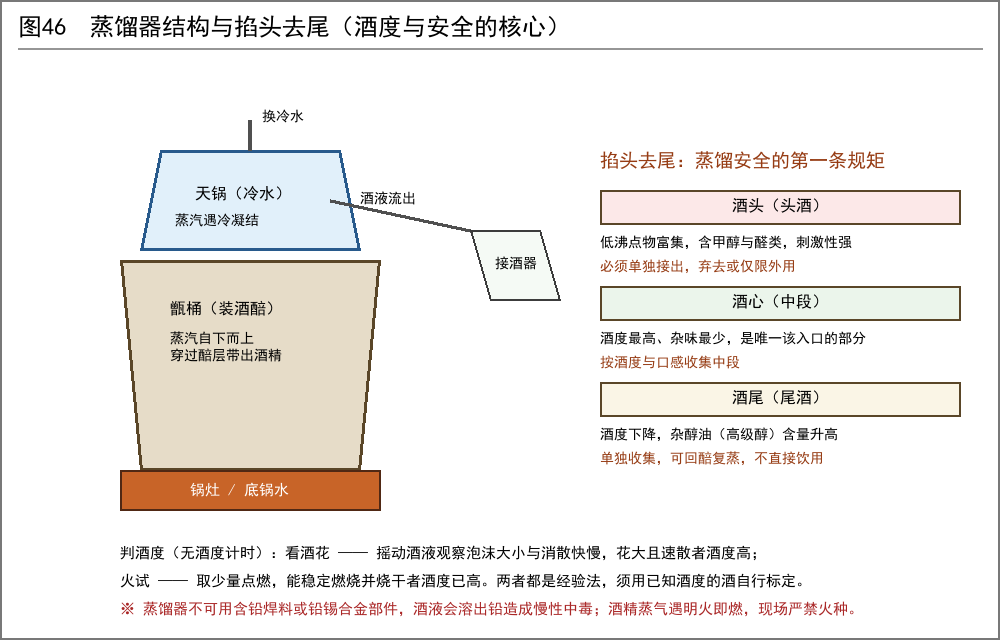 图46 蒸馏器结构与掐头去尾（酒度与安全的核心）
换冷水
天锅（冷水）
蒸汽遇冷凝结
酒液流出
接酒器
甑桶（装酒醅）
蒸汽自下而上
穿过醅层带出酒精
锅灶 / 底锅水
掐头去尾：蒸馏安全的第一条规矩
酒头（头酒）
低沸点物富集，含甲醇与醛类，刺激性强
必须单独接出，弃去或仅限外用
酒心（中段）
酒度最高、杂味最少，是唯一该入口的部分
按酒度与口感收集中段
酒尾（尾酒）
酒度下降，杂醇油（高级醇）含量升高
单独收集，可回醅复蒸，不直接饮用
判酒度（无酒度计时）：看酒花 —— 摇动酒液观察泡沫大小与消散快慢，花大且速散者酒度高；
火试 —— 取少量点燃，能稳定燃烧并烧干者酒度已高。两者都是经验法，须用已知酒度的酒自行标定。
※ 蒸馏器不可用含铅焊料或铅锡合金部件，酒液会溶出铅造成慢性中毒；酒精蒸气遇明火即燃，现场严禁火种。